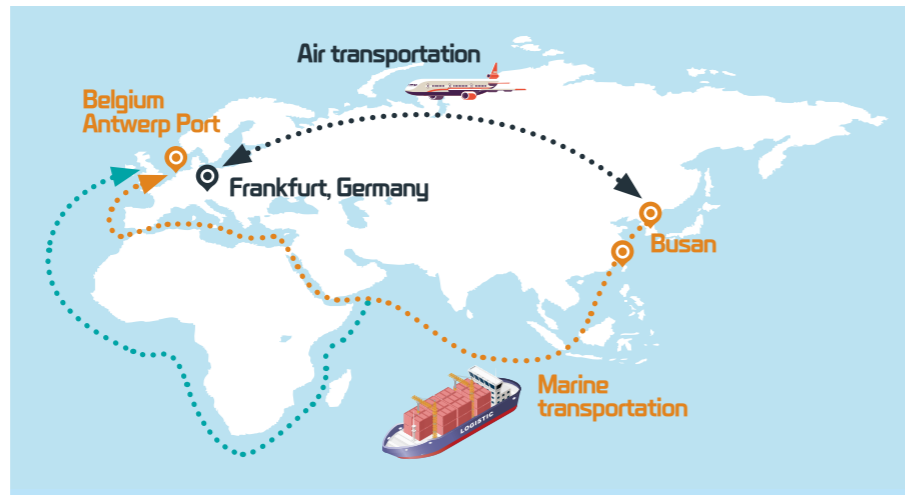 Air transportation
Belgium
Antwerp Port
Frankfurt, Germany
Busan
Marine
transportation
LOGISTIC